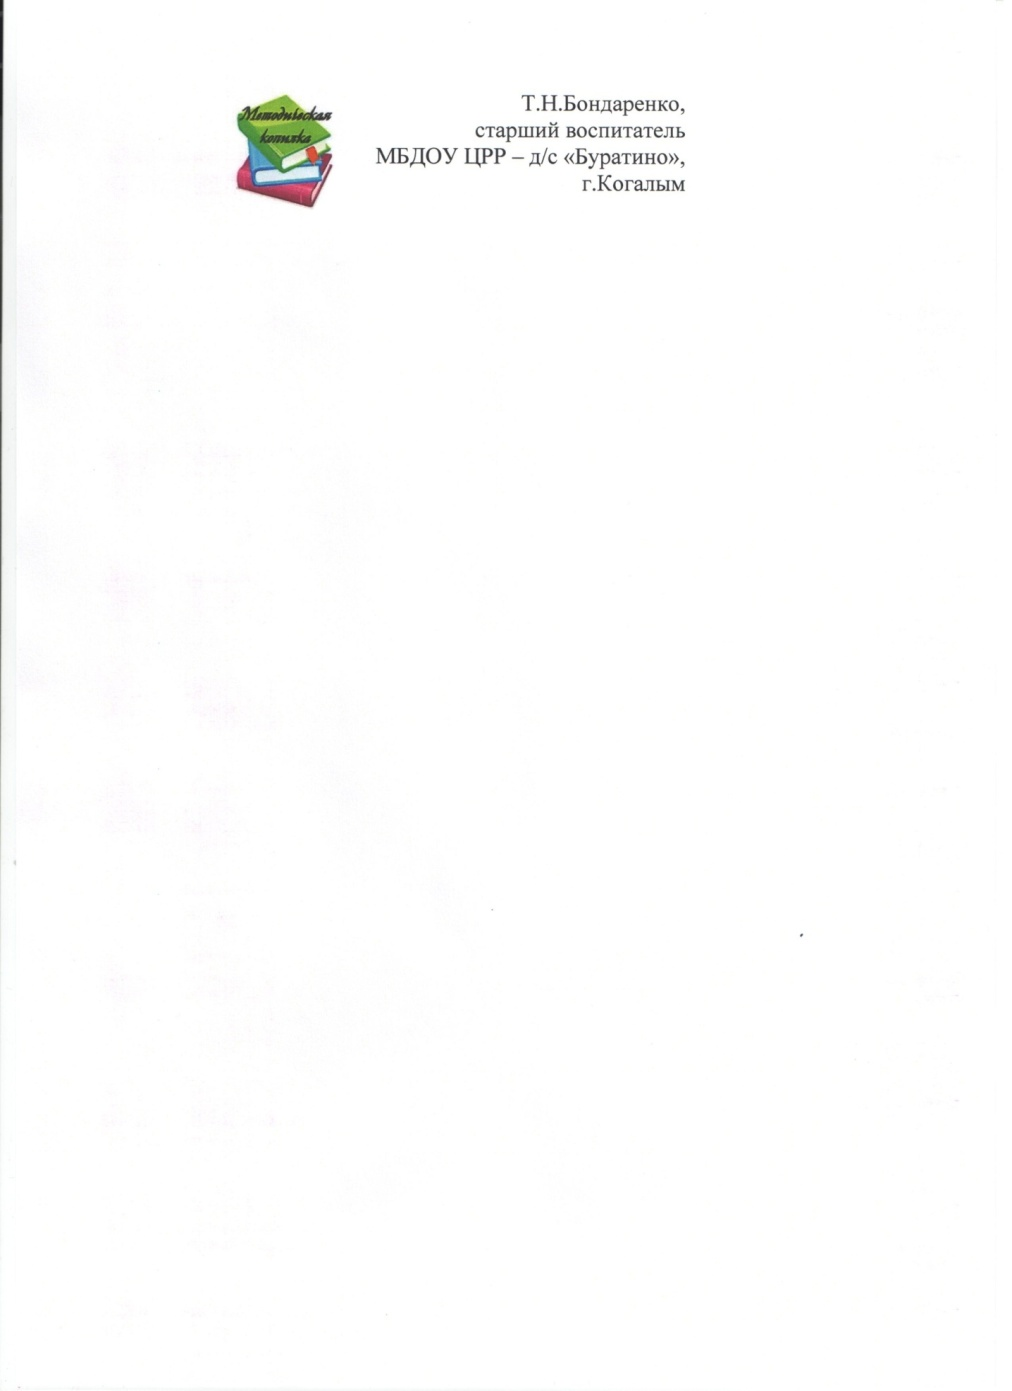 Методическая
копилка
Т.Н.Бондаренко,
старший воспитатель
МБДОУ ЦРР – д/с «Буратино»,
г.Когалым